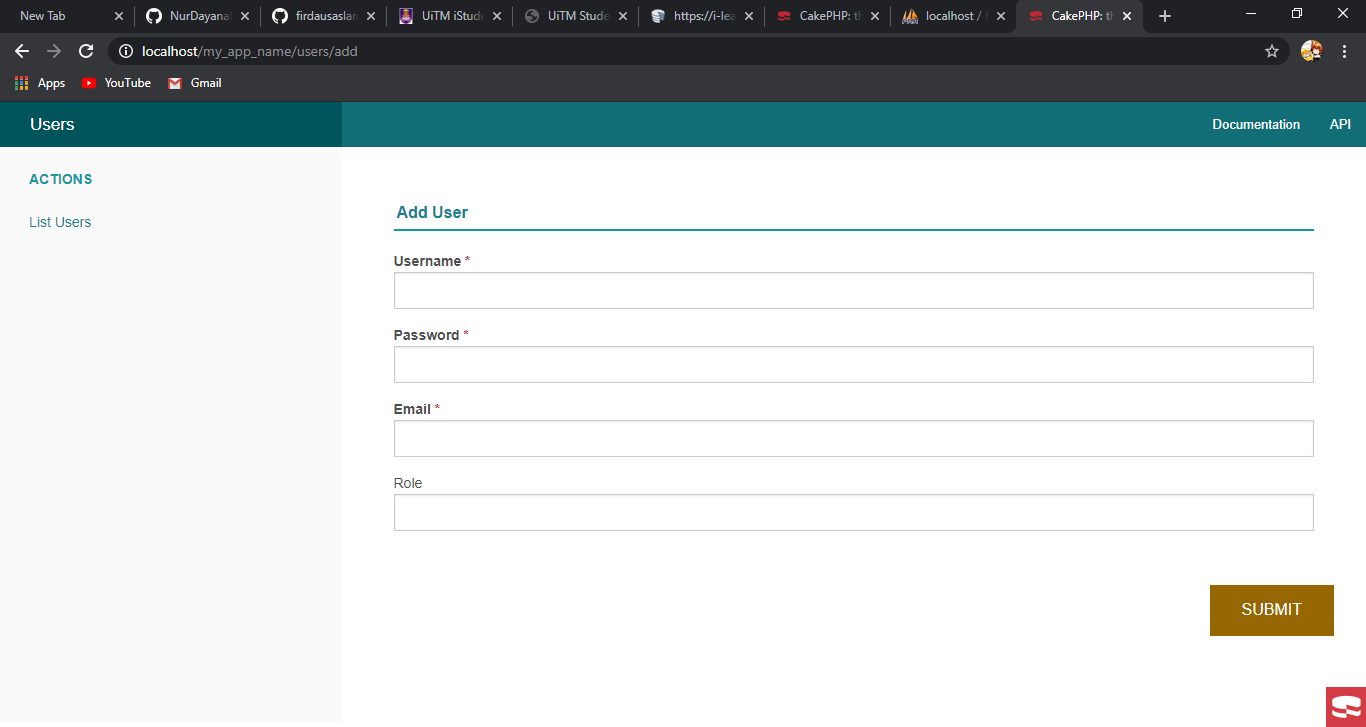 New Tab
NurDayana
firdausaslam
UiTM iStude
UiTM Stude
https://i-lea
CakePHP: th
localhost /
CakePHP: th
localhost/my_app_name/users/add
Apps
YouTube
Gmail
Users
Documentation
API
ACTIONS
List Users
Add User
Username *
Password *
Email *
Role
SUBMIT